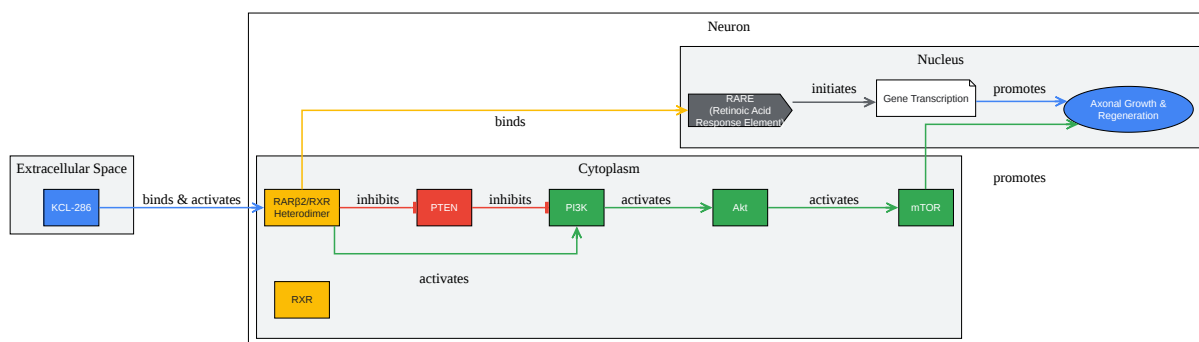 Neuron
Nucleus
RARE
(Retinoic Acid
Response Element)
initiates
Gene Transcription
promotes
Axonal Growth &
Regeneration
binds
Extracellular Space
KCL-286
binds & activates
Cytoplasm
RARβ2/RXR
Heterodimer
inhibits
PTEN
inhibits
PI3K
activates
Akt
activates
mTOR
promotes
activates
RXR